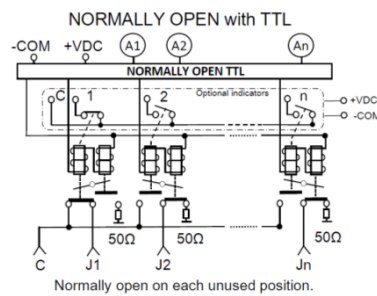 NORMALLY OPEN with TTL
-COM +VDC A1 A2 An
NORMALLY OPEN TTL
C 1 2 Optional indicators n
+VDC
-COM
50Ω 50Ω 50Ω
C J1 J2 Jn
Normally open on each unused position.